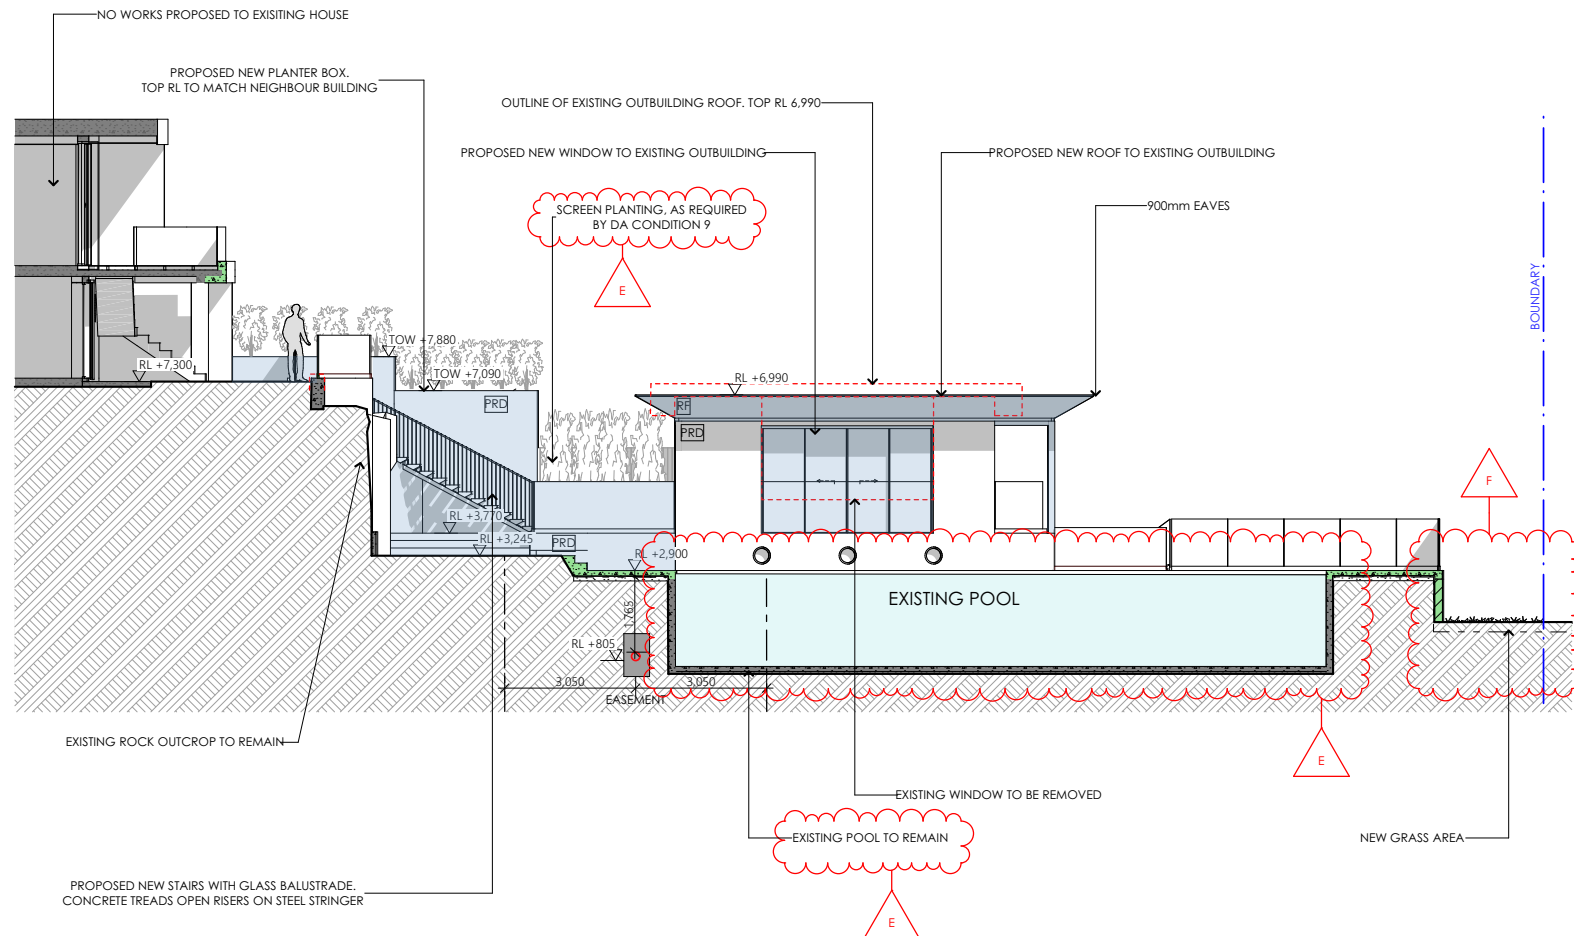 NO WORKS PROPOSED TO EXISITING HOUSE
PROPOSED NEW PLANTER BOX.
TOP RL TO MATCH NEIGHBOUR BUILDING
OUTLINE OF EXISTING OUTBUILDING ROOF. TOP RL 6,990
PROPOSED NEW WINDOW TO EXISTING OUTBUILDING
PROPOSED NEW ROOF TO EXISTING OUTBUILDING
900mm EAVES
SCREEN PLANTING, AS REQUIRED
BY DA CONDITION 9
E
BOUNDARY
TOW +7,880
RL +7,300
TOW +7,090
RL +6,990
PRD
RF
PRD
F
RL +3,770
RL +3,245
PRD
RL +2,900
EXISTING POOL
1,765
RL +805
3,050
3,050
EASEMENT
EXISTING ROCK OUTCROP TO REMAIN
E
EXISTING WINDOW TO BE REMOVED
EXISTING POOL TO REMAIN
NEW GRASS AREA
PROPOSED NEW STAIRS WITH GLASS BALUSTRADE.
CONCRETE TREADS OPEN RISERS ON STEEL STRINGER
E